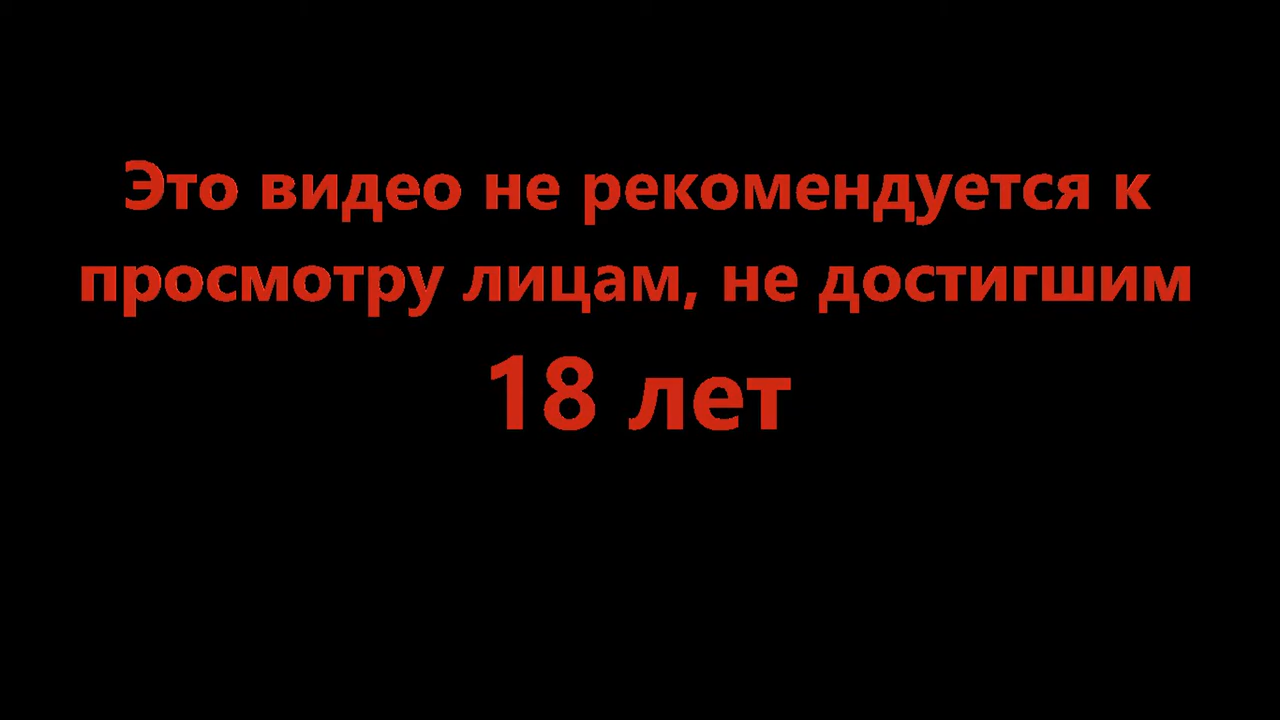 Это видео не рекомендуется к
просмотру лицам, не достигшим
18 лет